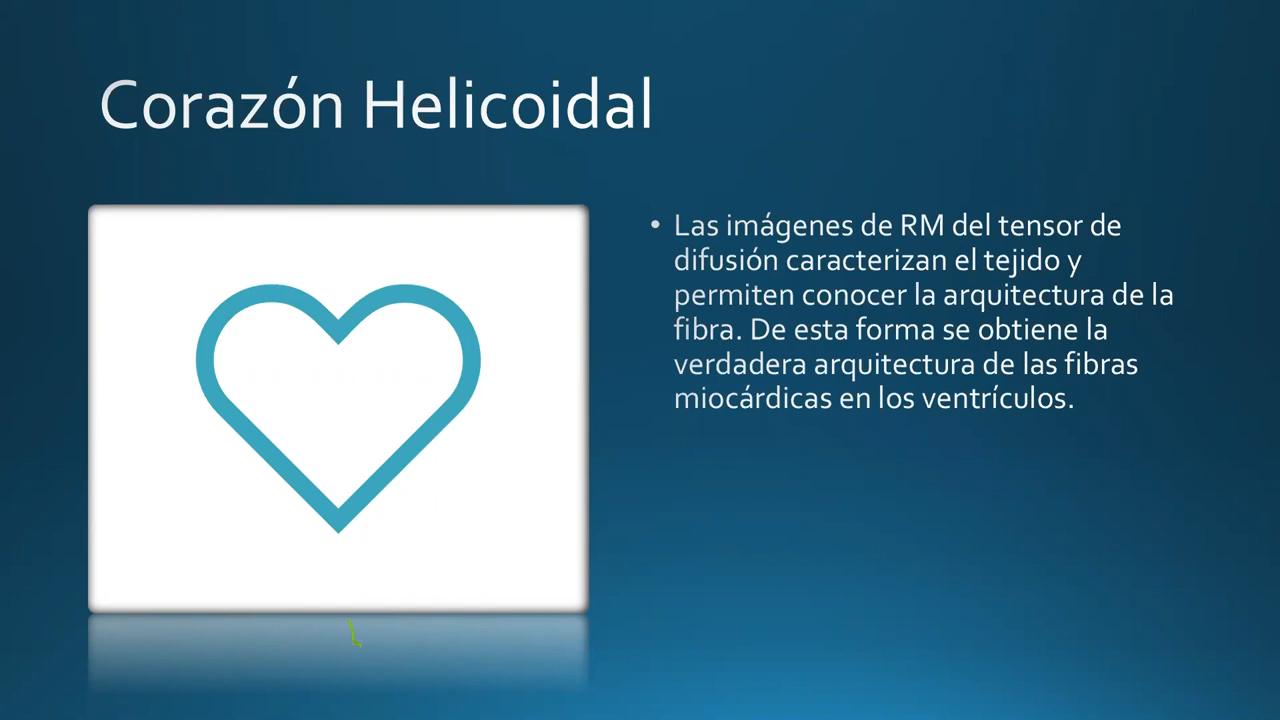 Corazón Helicoidal
• Las imágenes de RM del tensor de
difusión caracterizan el tejido y
permiten conocer la arquitectura de la
fibra. De esta forma se obtiene la
verdadera arquitectura de las fibras
miocárdicas en los ventrículos.